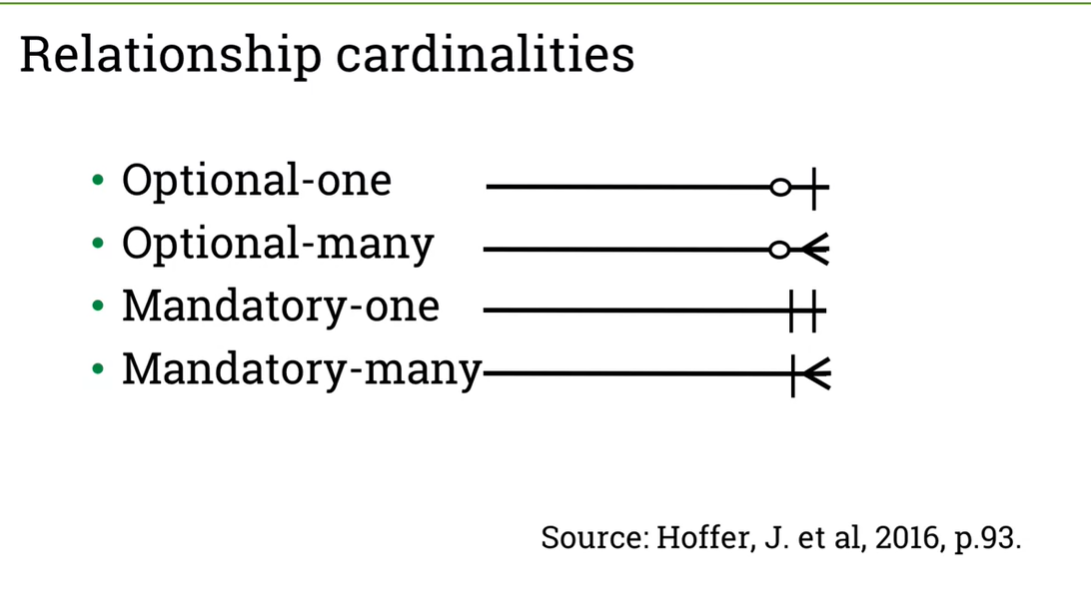 Relationship cardinalities
• Optional-one
• Optional-many
• Mandatory-one
• Mandatory-many
Source: Hoffer, J. et al, 2016, p.93.